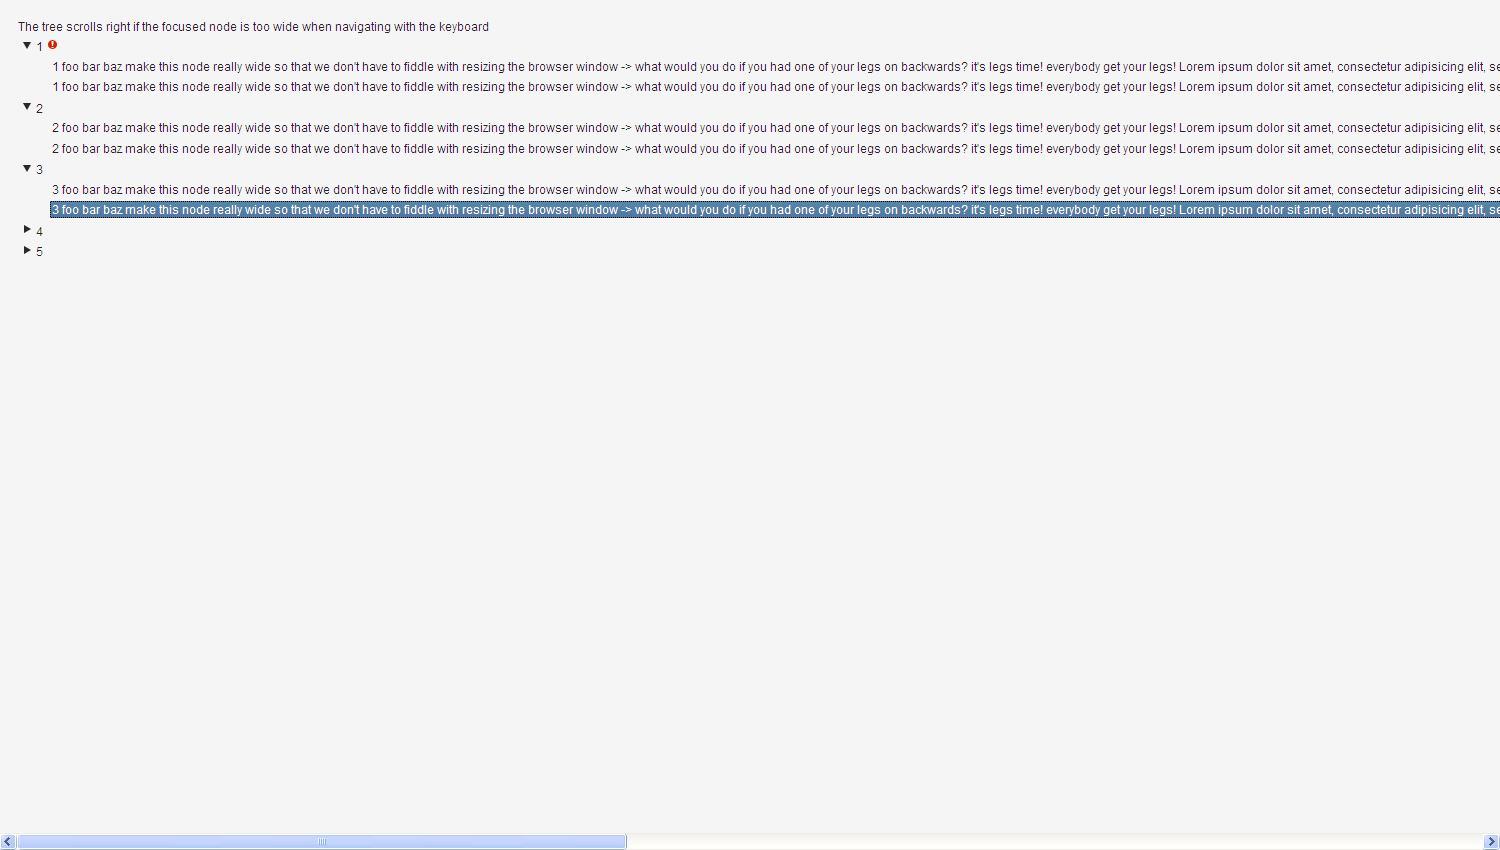 The tree scrolls right if the focused node is too wide when navigating with the keyboard
1
1 foo bar baz make this node really wide so that we don't have to fiddle with resizing the browser window -> what would you do if you had one of your legs on backwards? it's legs time! everybody get your legs! Lorem ipsum dolor sit amet, consectetur adipisicing elit, se
1 foo bar baz make this node really wide so that we don't have to fiddle with resizing the browser window -> what would you do if you had one of your legs on backwards? it's legs time! everybody get your legs! Lorem ipsum dolor sit amet, consectetur adipisicing elit, se
2
2 foo bar baz make this node really wide so that we don't have to fiddle with resizing the browser window -> what would you do if you had one of your legs on backwards? it's legs time! everybody get your legs! Lorem ipsum dolor sit amet, consectetur adipisicing elit, se
2 foo bar baz make this node really wide so that we don't have to fiddle with resizing the browser window -> what would you do if you had one of your legs on backwards? it's legs time! everybody get your legs! Lorem ipsum dolor sit amet, consectetur adipisicing elit, se
3
3 foo bar baz make this node really wide so that we don't have to fiddle with resizing the browser window -> what would you do if you had one of your legs on backwards? it's legs time! everybody get your legs! Lorem ipsum dolor sit amet, consectetur adipisicing elit, se
3 foo bar baz make this node really wide so that we don't have to fiddle with resizing the browser window -> what would you do if you had one of your legs on backwards? it's legs time! everybody get your legs! Lorem ipsum dolor sit amet, consectetur adipisicing elit, se
4
5